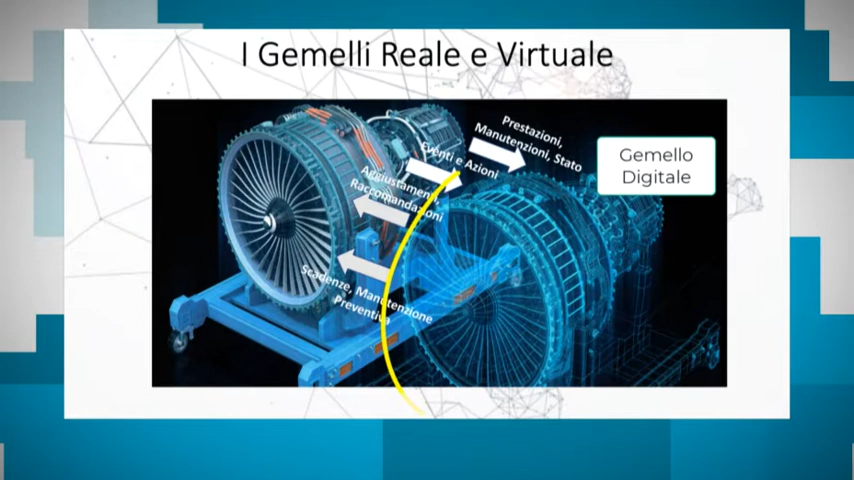 I Gemelli Reale e Virtuale
Prestazioni,
Manutenzioni, Stato
Eventi e Azioni
Gemello
Digitale
Aggiustamenti,
Raccomandazioni
Scadenze, Manutenzione
Preventiva